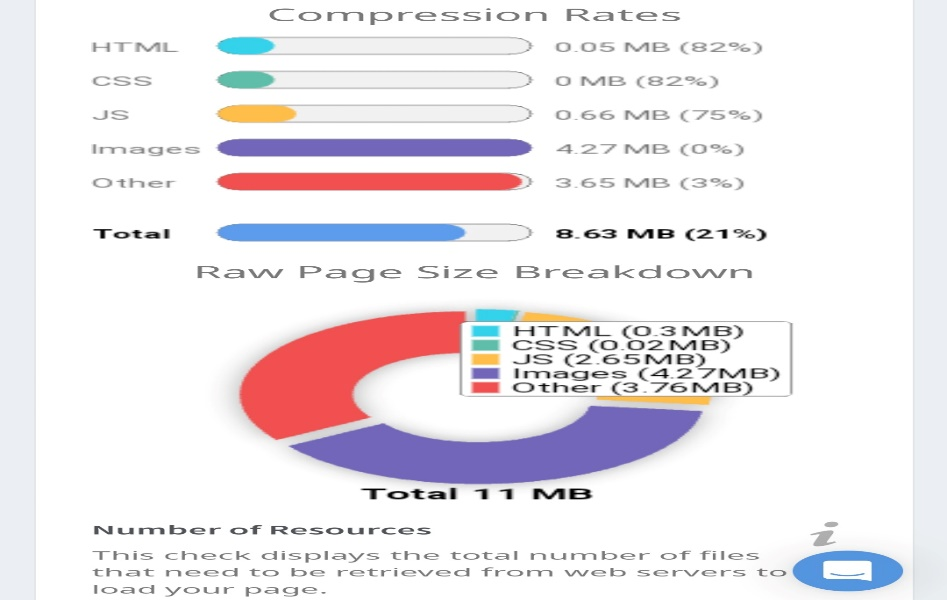 Compression Rates
HTML 0.05 MB (82%)
CSS 0 MB (82%)
JS 0.66 MB (75%)
Images 4.27 MB (0%)
Other 3.65 MB (3%)
Total 8.63 MB (21%)
Raw Page Size Breakdown
HTML (0.3MB)
CSS (0.02MB)
JS (2.65MB)
Images (4.27MB)
Other (3.76MB)
Total 11 MB
Number of Resources
i
This check displays the total number of files
that need to be retrieved from web servers to
load your page.